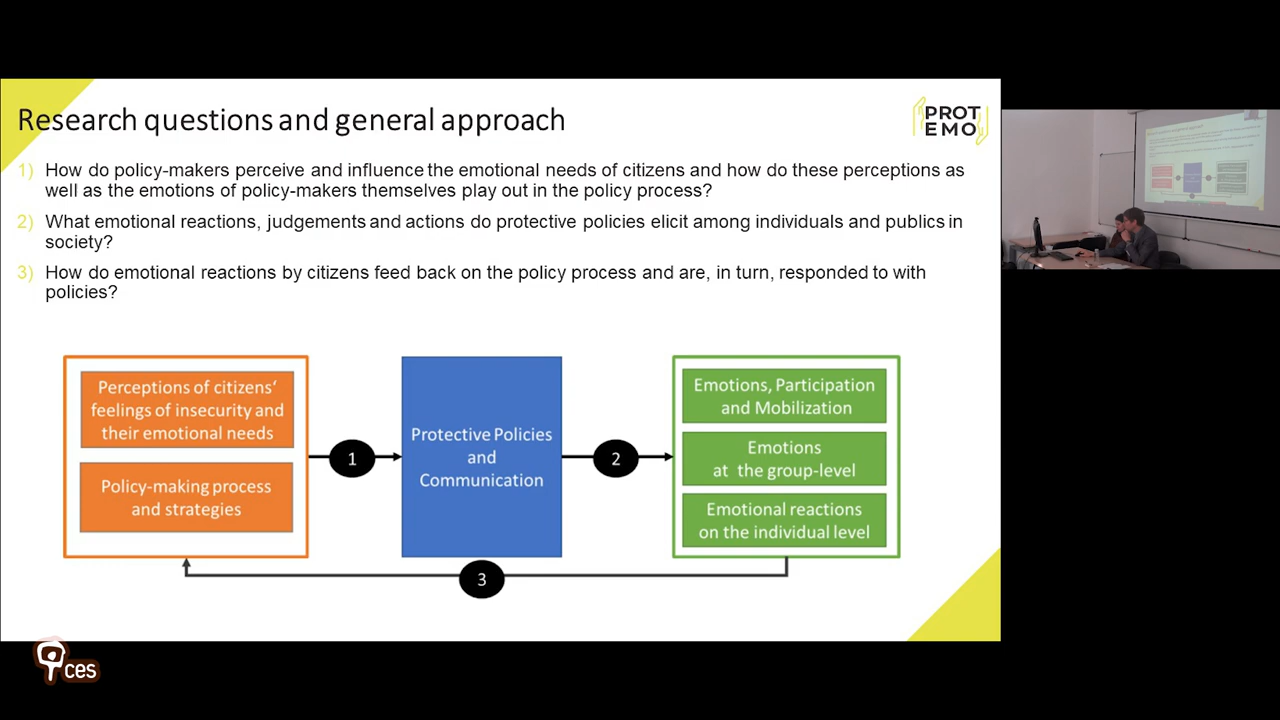 Research questions and general approach
PROT
EMO
1) How do policy-makers perceive and influence the emotional needs of citizens and how do these perceptions as
well as the emotions of policy-makers themselves play out in the policy process?
2) What emotional reactions, judgements and actions do protective policies elicit among individuals and publics in
society?
3) How do emotional reactions by citizens feed back on the policy process and are, in turn, responded to with
policies?
Perceptions of citizens‘
feelings of insecurity and
their emotional needs
Policy-making process
and strategies
1
Protective Policies
and
Communication
2
Emotions, Participation
and Mobilization
Emotions
at the group-level
Emotional reactions
on the individual level
3
ces